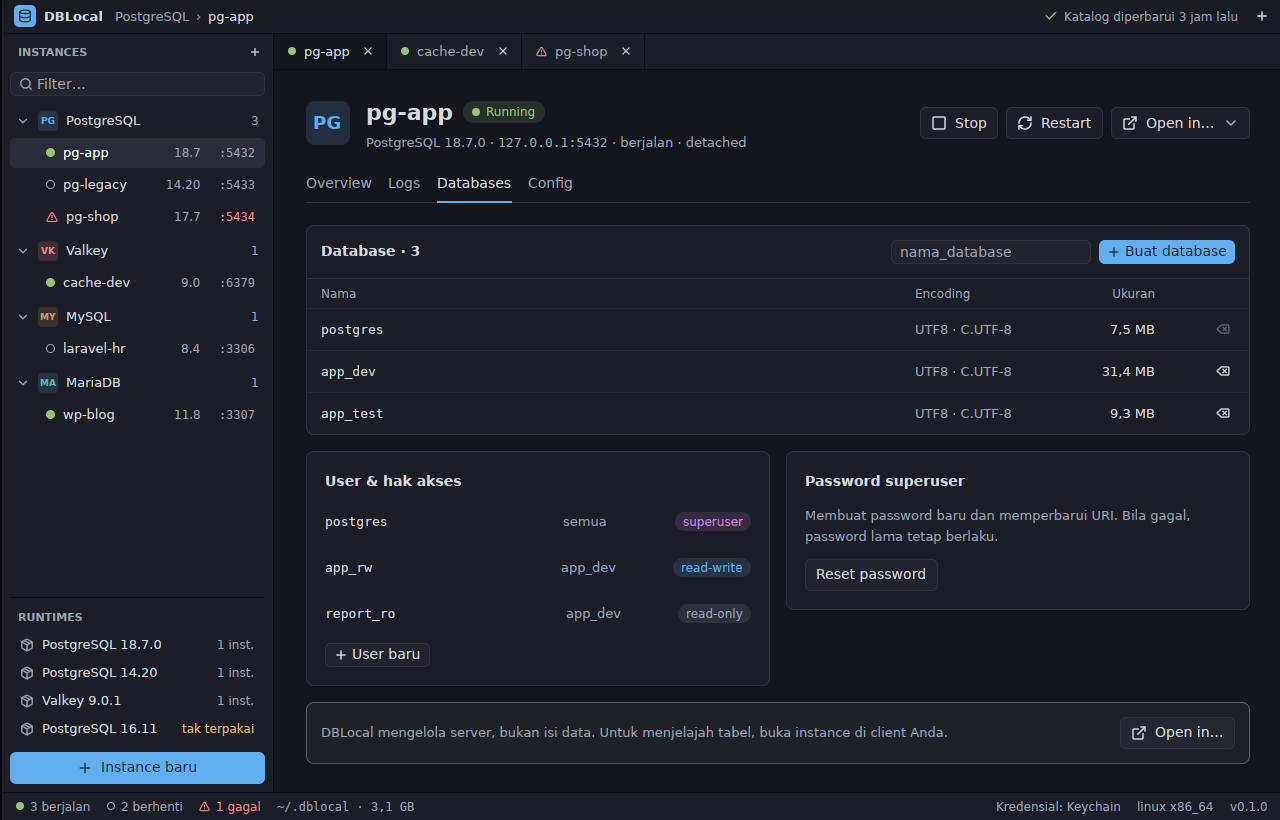 DBLocal PostgreSQL › pg-app
Katalog diperbarui 3 jam lalu
INSTANCES
Filter...
PG PostgreSQL 3
pg-app 18.7 :5432
pg-legacy 14.20 :5433
pg-shop 17.7 :5434
VK Valkey 1
cache-dev 9.0 :6379
MY MySQL 1
laravel-hr 8.4 :3306
MA MariaDB 1
wp-blog 11.8 :3307
RUNTIMES
PostgreSQL 18.7.0 1 inst.
PostgreSQL 14.20 1 inst.
Valkey 9.0.1 1 inst.
PostgreSQL 16.11 tak terpakai
Instance baru
pg-app cache-dev pg-shop
PG pg-app Running
PostgreSQL 18.7.0 · 127.0.0.1:5432 · berjalan · detached
Stop Restart Open in...
Overview Logs Databases Config
Database · 3
nama_database
+ Buat database
Nama Encoding Ukuran
postgres UTF8 · C.UTF-8 7,5 MB
app_dev UTF8 · C.UTF-8 31,4 MB
app_test UTF8 · C.UTF-8 9,3 MB
User & hak akses
postgres semua superuser
app_rw app_dev read-write
report_ro app_dev read-only
+ User baru
Password superuser
Membuat password baru dan memperbarui URI. Bila gagal,
password lama tetap berlaku.
Reset password
DBLocal mengelola server, bukan isi data. Untuk menjelajah tabel, buka instance di client Anda.
Open in...
3 berjalan 2 berhenti 1 gagal ~/.dblocal · 3,1 GB
Kredensial: Keychain linux x86_64 v0.1.0